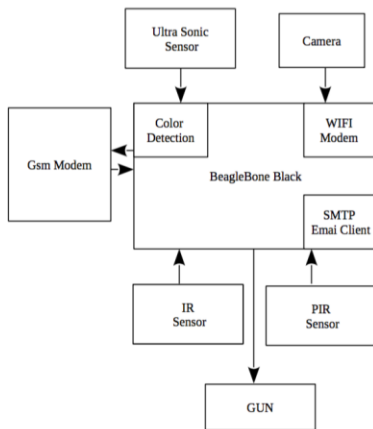 Ultra Sonic
Sensor
Camera
Color
Detection
WIFI
Modem
Gsm Modem
BeagleBone Black
SMTP
Emai Client
IR
Sensor
PIR
Sensor
GUN